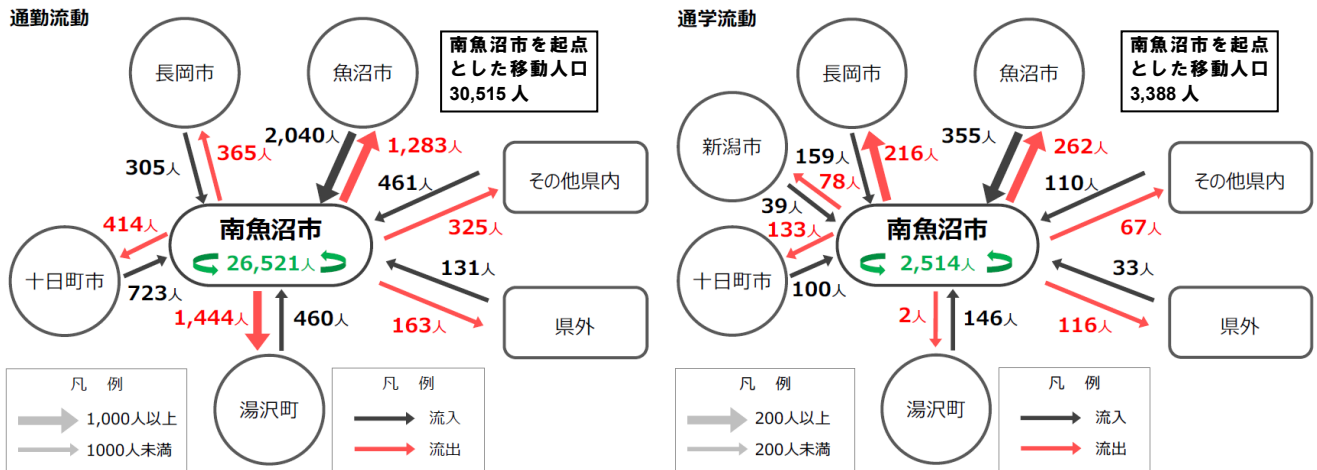 通勤流動
南魚沼市を起点
とした移動人口
30,515 人
長岡市
魚沼市
2,040人
1,283人
305人
365人
461人
その他県内
325人
414人
南魚沼市
26,521人
十日町市
723人
131人
163人
県外
1,444人
460人
湯沢町
凡 例
1,000人以上
1000人未満
凡 例
流入
流出
通学流動
南魚沼市を起点
とした移動人口
3,388 人
長岡市
魚沼市
新潟市
159人
216人
355人
262人
78人
39人
110人
その他県内
67人
133人
南魚沼市
2,514人
十日町市
100人
33人
116人
県外
2人
146人
湯沢町
凡 例
200人以上
200人未満
凡 例
流入
流出